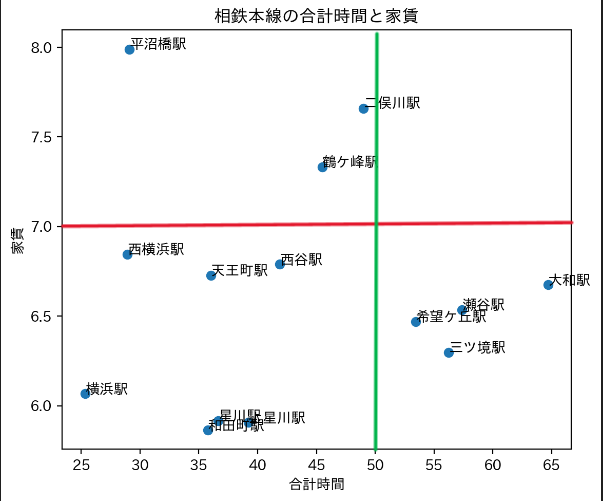 相鉄本線の合計時間と家賃
8.0
7.5
7.0
6.5
6.0
家賃
平沼橋駅
二俣川駅
鶴ケ峰駅
西横浜駅
西谷駅
天王町駅
大和駅
瀬谷駅
希望ケ丘駅
三ツ境駅
横浜駅
星川駅
上星川駅
和田町駅
25 30 35 40 45 50 55 60 65
合計時間